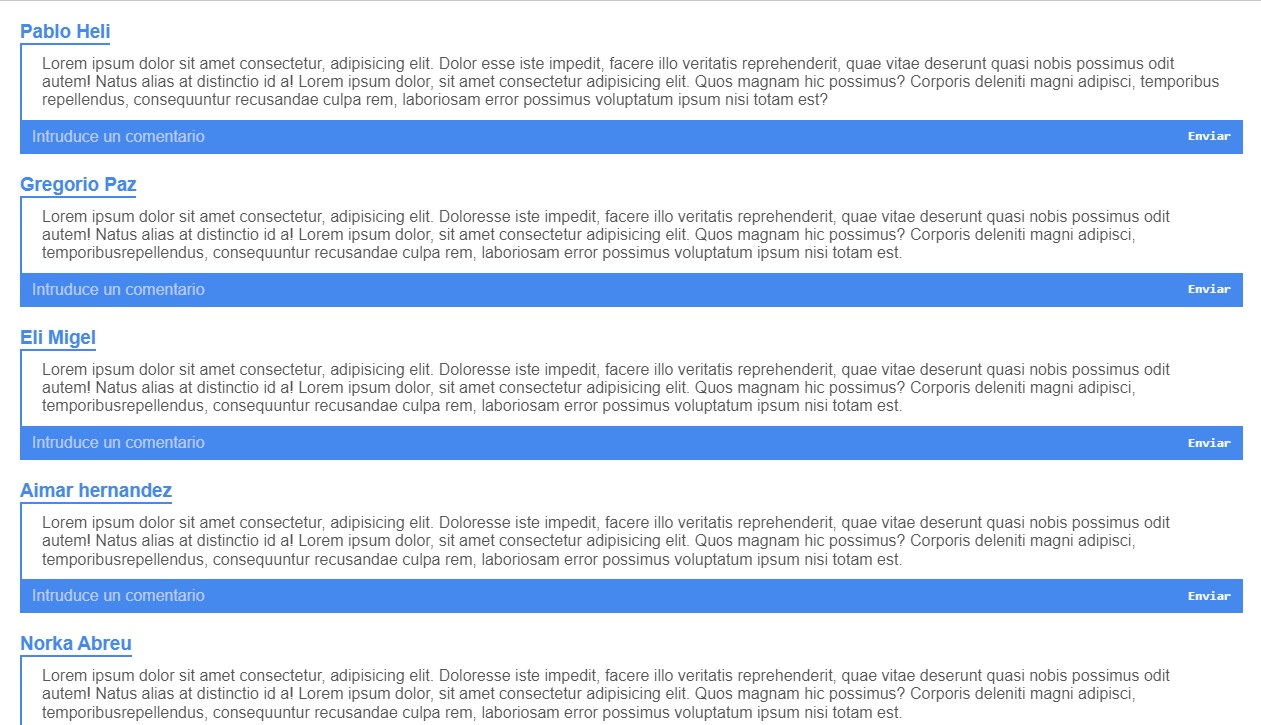 Pablo Heli
Lorem ipsum dolor sit amet consectetur, adipisicing elit. Dolor esse iste impedit, facere illo veritatis reprehenderit, quae vitae deserunt quasi nobis possimus odit
autem! Natus alias at distinctio id a! Lorem ipsum dolor, sit amet consectetur adipisicing elit. Quos magnam hic possimus? Corporis deleniti magni adipisci, temporibus
repellendus, consequuntur recusandae culpa rem, laboriosam error possimus voluptatum ipsum nisi totam est?
Intruduce un comentario Enviar
Gregorio Paz
Lorem ipsum dolor sit amet consectetur, adipisicing elit. Doloresse iste impedit, facere illo veritatis reprehenderit, quae vitae deserunt quasi nobis possimus odit
autem! Natus alias at distinctio id a! Lorem ipsum dolor, sit amet consectetur adipisicing elit. Quos magnam hic possimus? Corporis deleniti magni adipisci,
temporibusrepellendus, consequuntur recusandae culpa rem, laboriosam error possimus voluptatum ipsum nisi totam est.
Intruduce un comentario Enviar
Eli Migel
Lorem ipsum dolor sit amet consectetur, adipisicing elit. Doloresse iste impedit, facere illo veritatis reprehenderit, quae vitae deserunt quasi nobis possimus odit
autem! Natus alias at distinctio id a! Lorem ipsum dolor, sit amet consectetur adipisicing elit. Quos magnam hic possimus? Corporis deleniti magni adipisci,
temporibusrepellendus, consequuntur recusandae culpa rem, laboriosam error possimus voluptatum ipsum nisi totam est.
Intruduce un comentario Enviar
Aimar hernandez
Lorem ipsum dolor sit amet consectetur, adipisicing elit. Doloresse iste impedit, facere illo veritatis reprehenderit, quae vitae deserunt quasi nobis possimus odit
autem! Natus alias at distinctio id a! Lorem ipsum dolor, sit amet consectetur adipisicing elit. Quos magnam hic possimus? Corporis deleniti magni adipisci,
temporibusrepellendus, consequuntur recusandae culpa rem, laboriosam error possimus voluptatum ipsum nisi totam est.
Intruduce un comentario Enviar
Norka Abreu
Lorem ipsum dolor sit amet consectetur, adipisicing elit. Doloresse iste impedit, facere illo veritatis reprehenderit, quae vitae deserunt quasi nobis possimus odit
autem! Natus alias at distinctio id a! Lorem ipsum dolor, sit amet consectetur adipisicing elit. Quos magnam hic possimus? Corporis deleniti magni adipisci,
temporibusrepellendus, consequuntur recusandae culpa rem, laboriosam error possimus voluptatum ipsum nisi totam est.